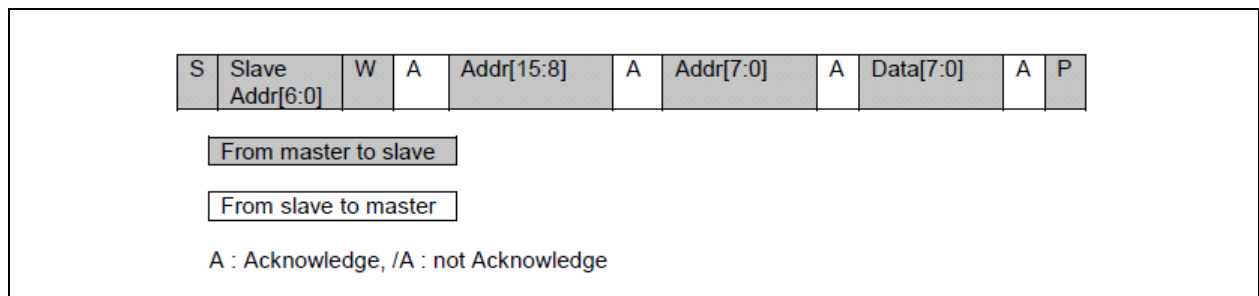 S Slave Addr[6:0] W A Addr[15:8] A Addr[7:0] A Data[7:0] A P
From master to slave
From slave to master
A : Acknowledge, /A : not Acknowledge